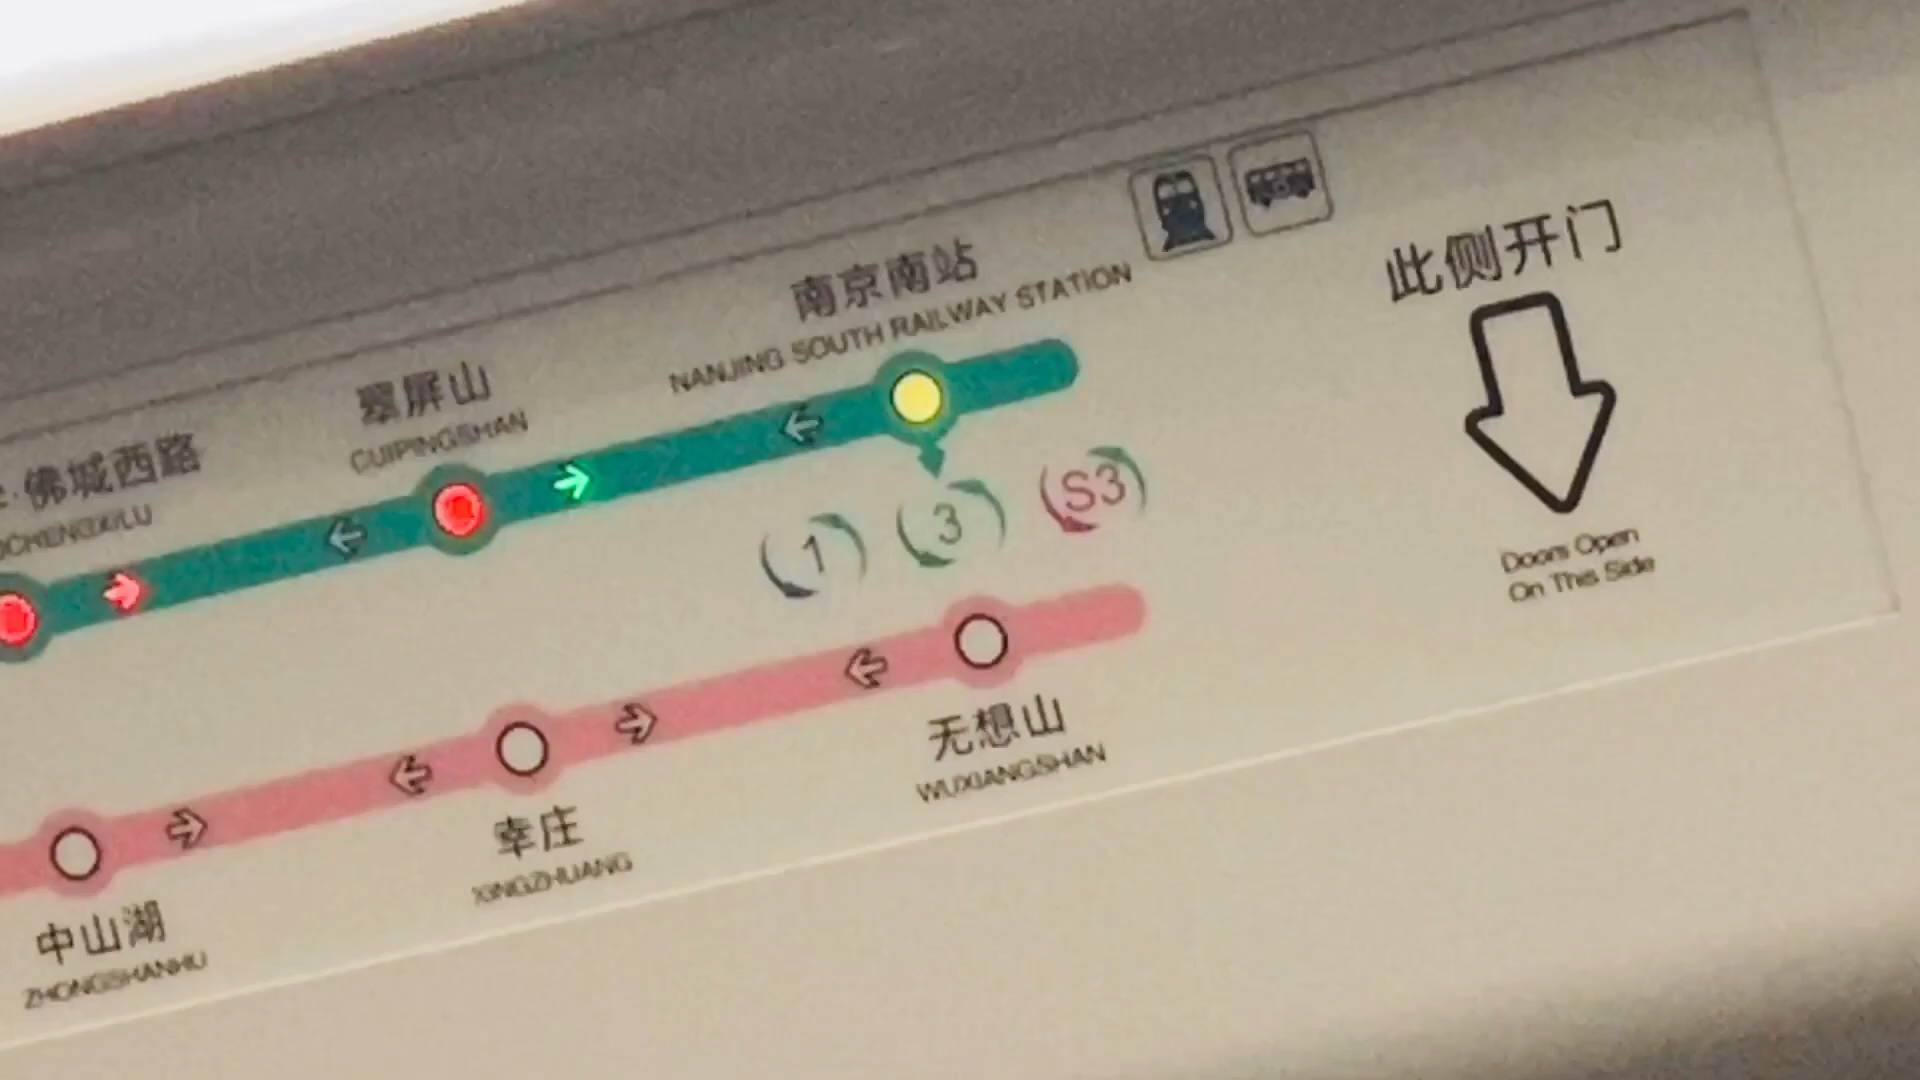 南京南站
NANJING SOUTH RAILWAY STATION
翠屏山
CUIPINGSHAN
佛城西路
OCHENGXILU
1
3
S3
此侧开门
Doors Open
On This Side
无想山
WUXIANGSHAN
幸庄
XINGZHUANG
中山湖
ZHONGSHANHU